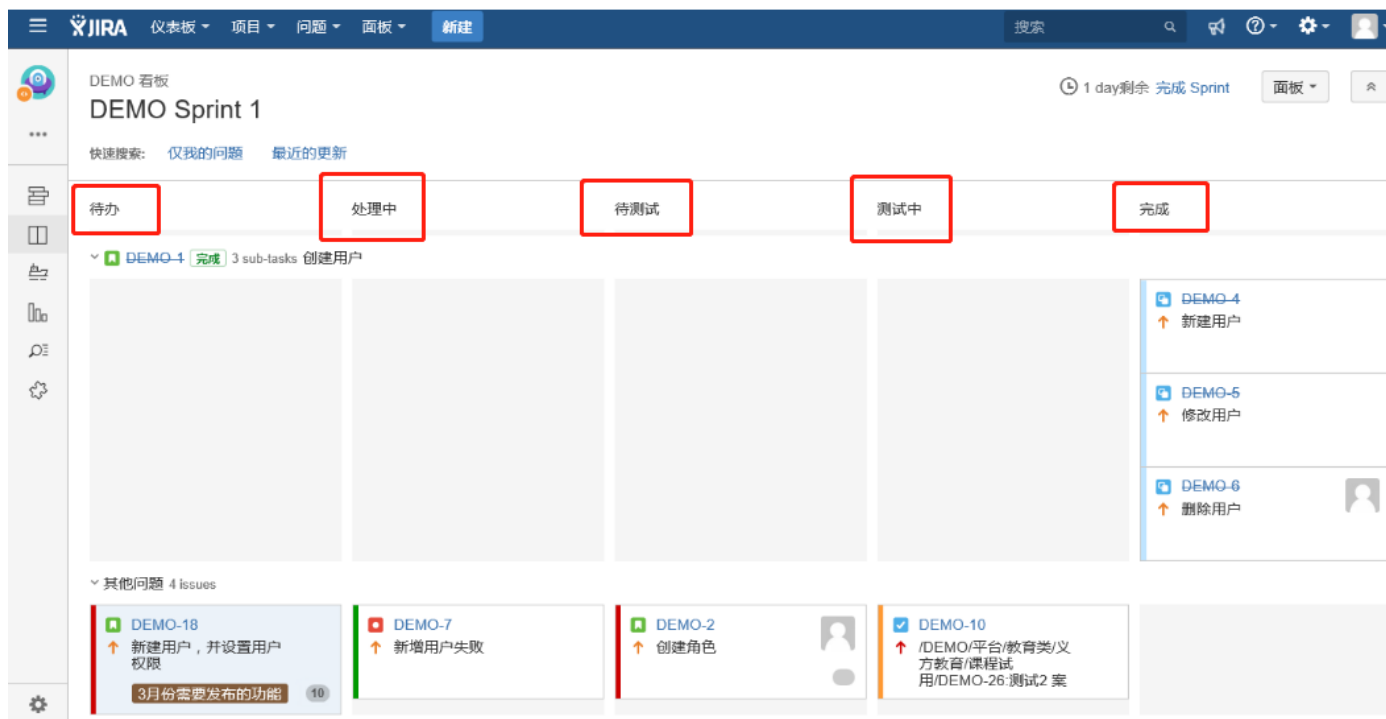 JIRA 仪表板 项目 问题 面板 新建 搜索
DEMO 看板
DEMO Sprint 1
1 day剩余 完成 Sprint 面板
快速搜索: 仅我的问题 最近的更新
待办 处理中 待测试 测试中 完成
DEMO-1 完成 3 sub-tasks 创建用户
DEMO-4
新建用户
DEMO-5
修改用户
DEMO-6
删除用户
其他问题 4 issues
DEMO-18
新建用户，并设置用户
权限
3月份需要发布的功能 10
DEMO-7
新增用户失败
DEMO-2
创建角色
DEMO-10
/DEMO/平台/教育类/义
方教育/课程试
用/DEMO-26:测试2 案